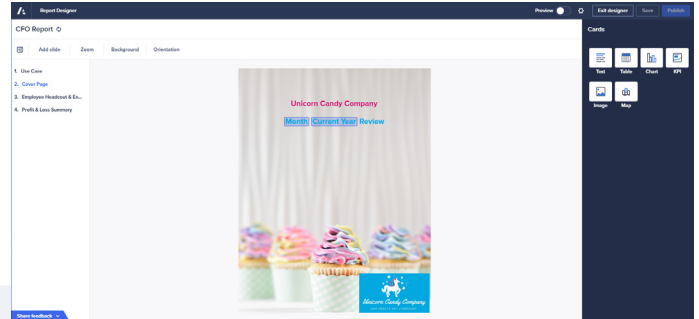 Report Designer
Preview
Exit designer
Save
Publish
CFO Report
Cards
Add slide
Zoom
Background
Orientation
1. Use Case
2. Cover Page
3. Employee Headcount & En...
4. Profit & Loss Summary
Unicorn Candy Company
Month Current Year Review
Text
Table
Chart
KPI
Image
Map
Unicorn Candy Company
Share feedback